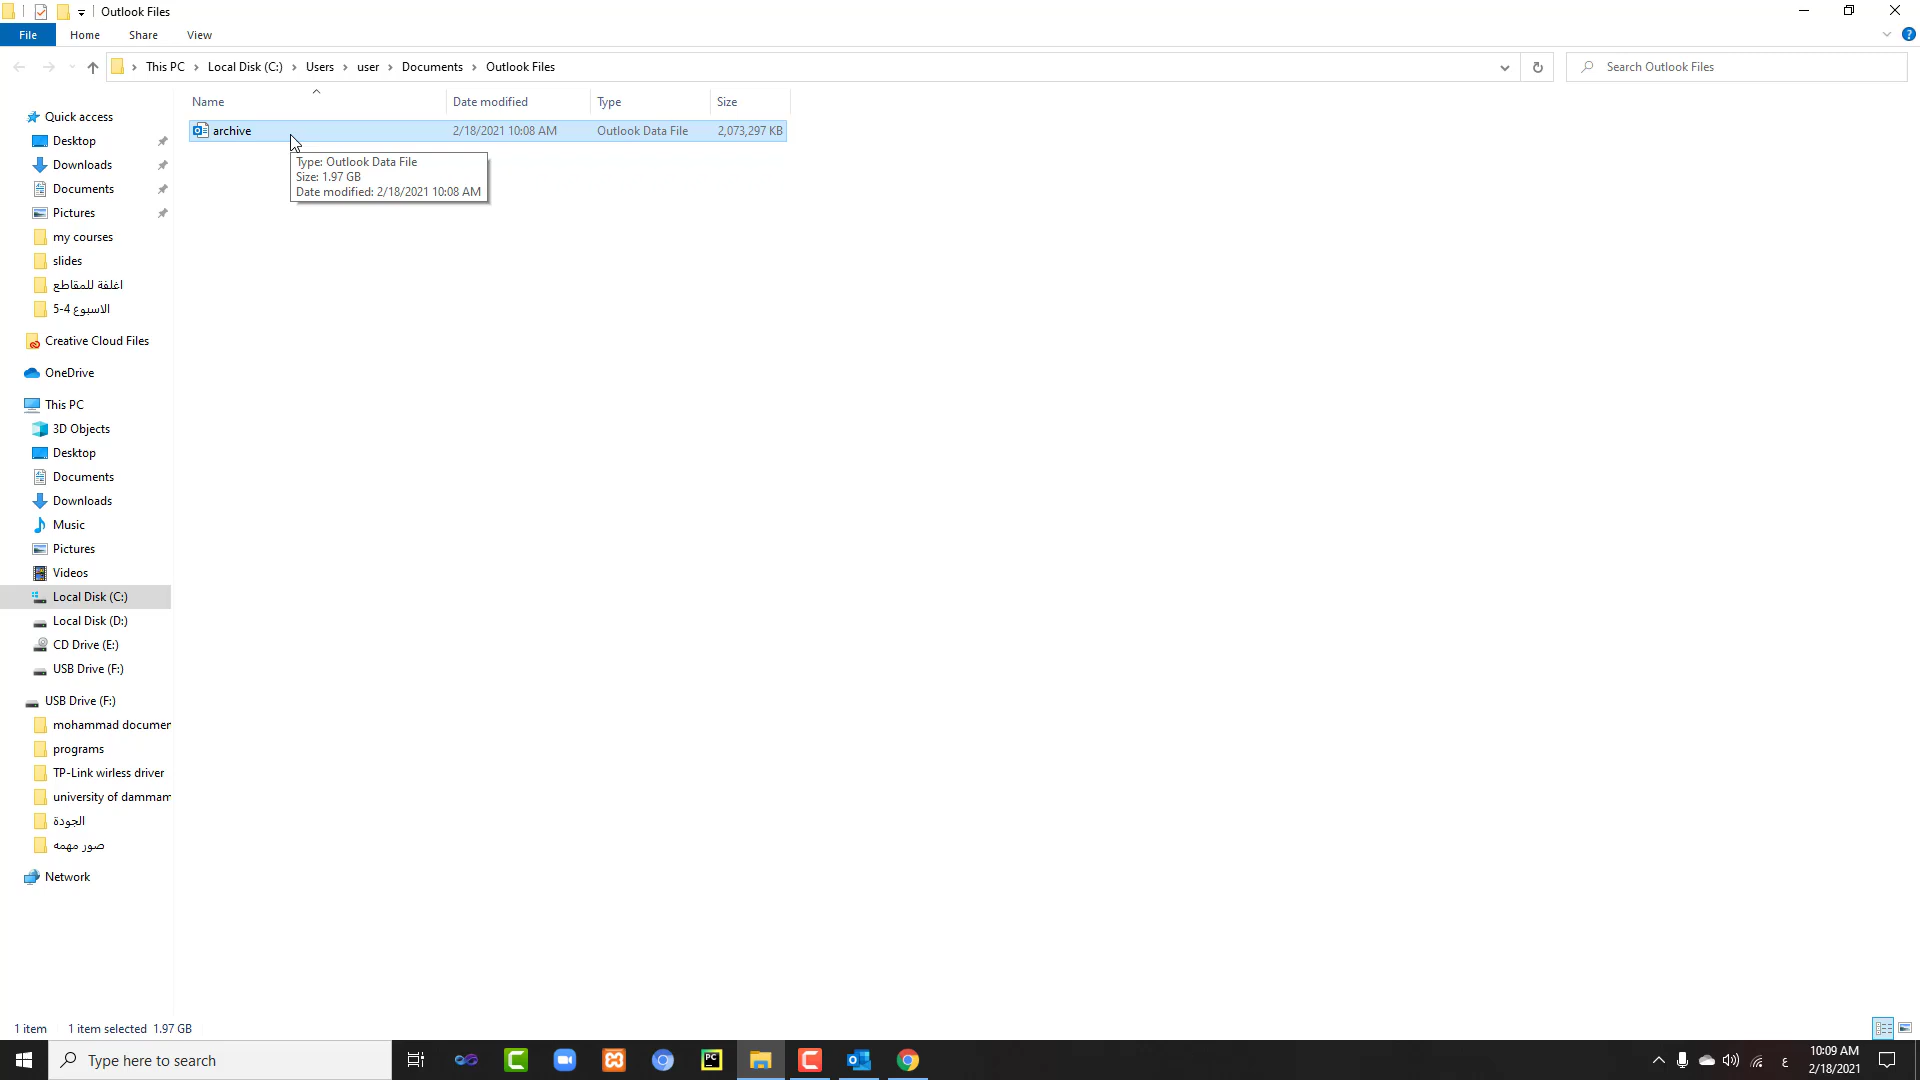 Outlook Files
File Home Share View
This PC Local Disk (C:) Users user Documents Outlook Files
Search Outlook Files
Name Date modified Type Size
archive 2/18/2021 10:08 AM Outlook Data File 2,073,297 KB
Type: Outlook Data File
Size: 1.97 GB
Date modified: 2/18/2021 10:08 AM
Quick access
Desktop
Downloads
Documents
Pictures
my courses
slides
اغلفة للمقاطع
الاسبوع 4-5
Creative Cloud Files
OneDrive
This PC
3D Objects
Desktop
Documents
Downloads
Music
Pictures
Videos
Local Disk (C:)
Local Disk (D:)
CD Drive (E:)
USB Drive (F:)
USB Drive (F:)
mohammad documen
programs
TP-Link wirless driver
university of dammam
الجودة
صور مهمه
Network
1 item 1 item selected 1.97 GB
Type here to search
PC
ع
10:09 AM
2/18/2021